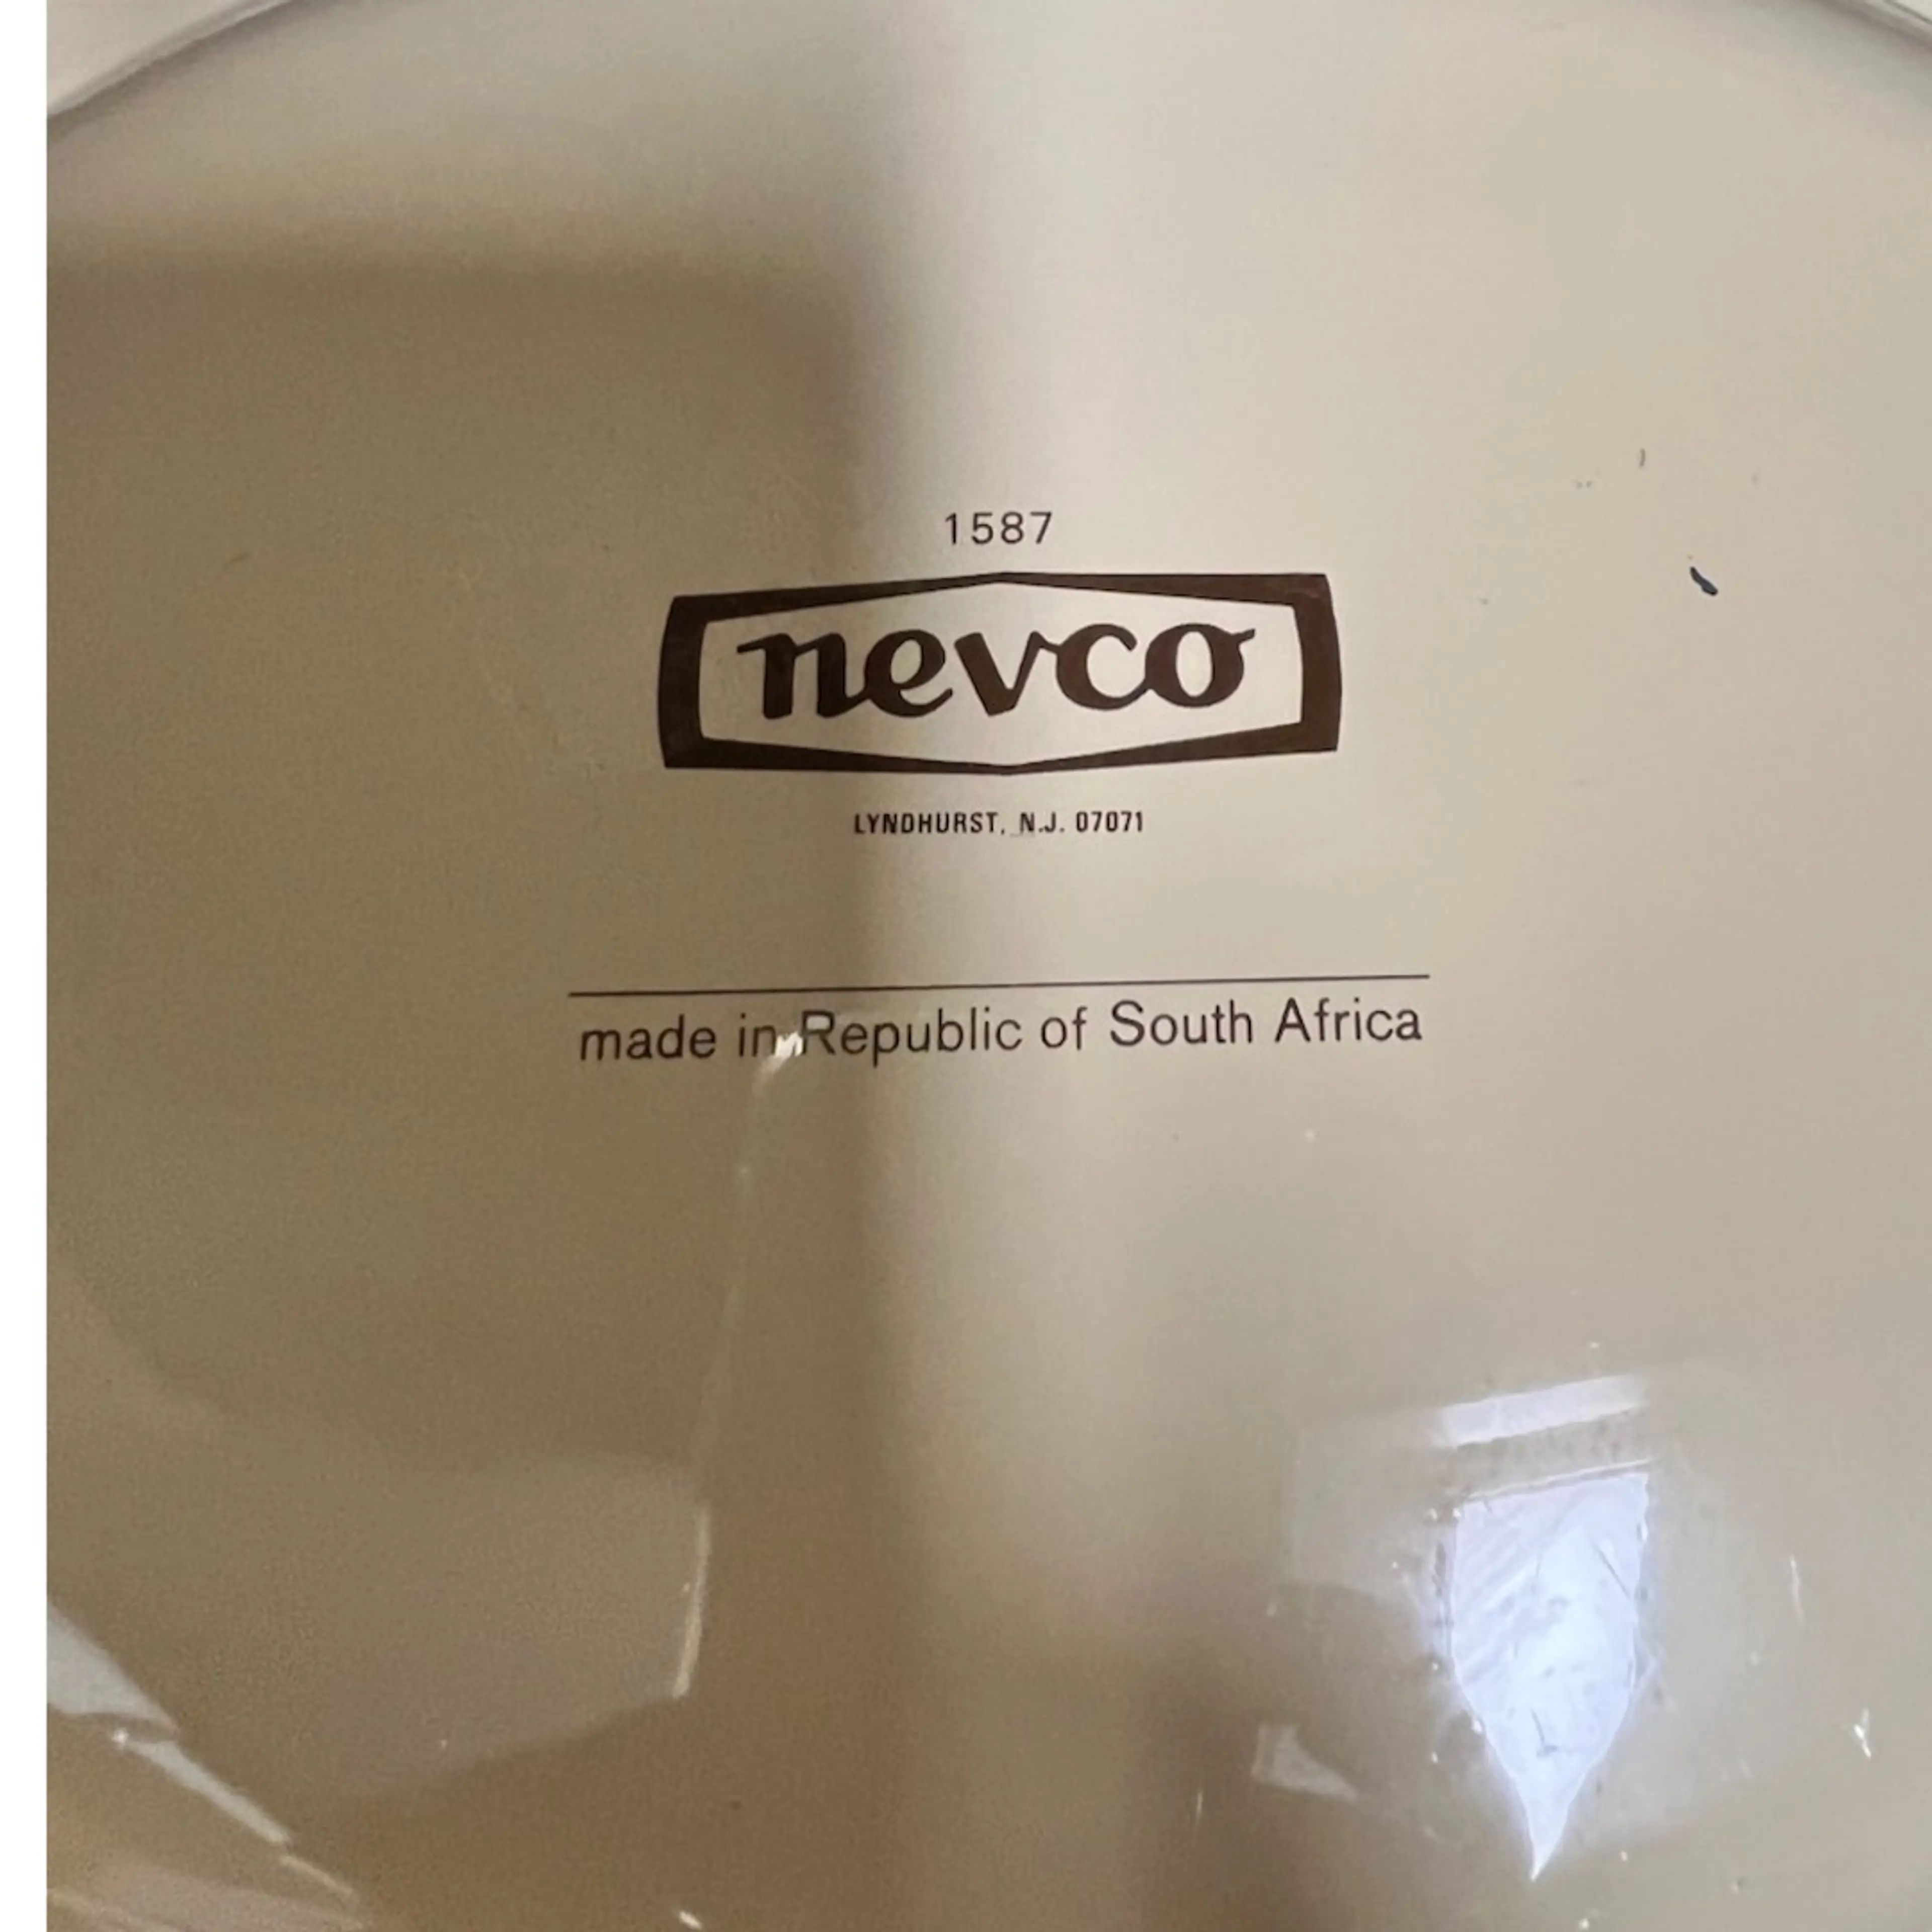 1587
nevco
LYNDHURST, N.J. 07071
made in Republic of South Africa